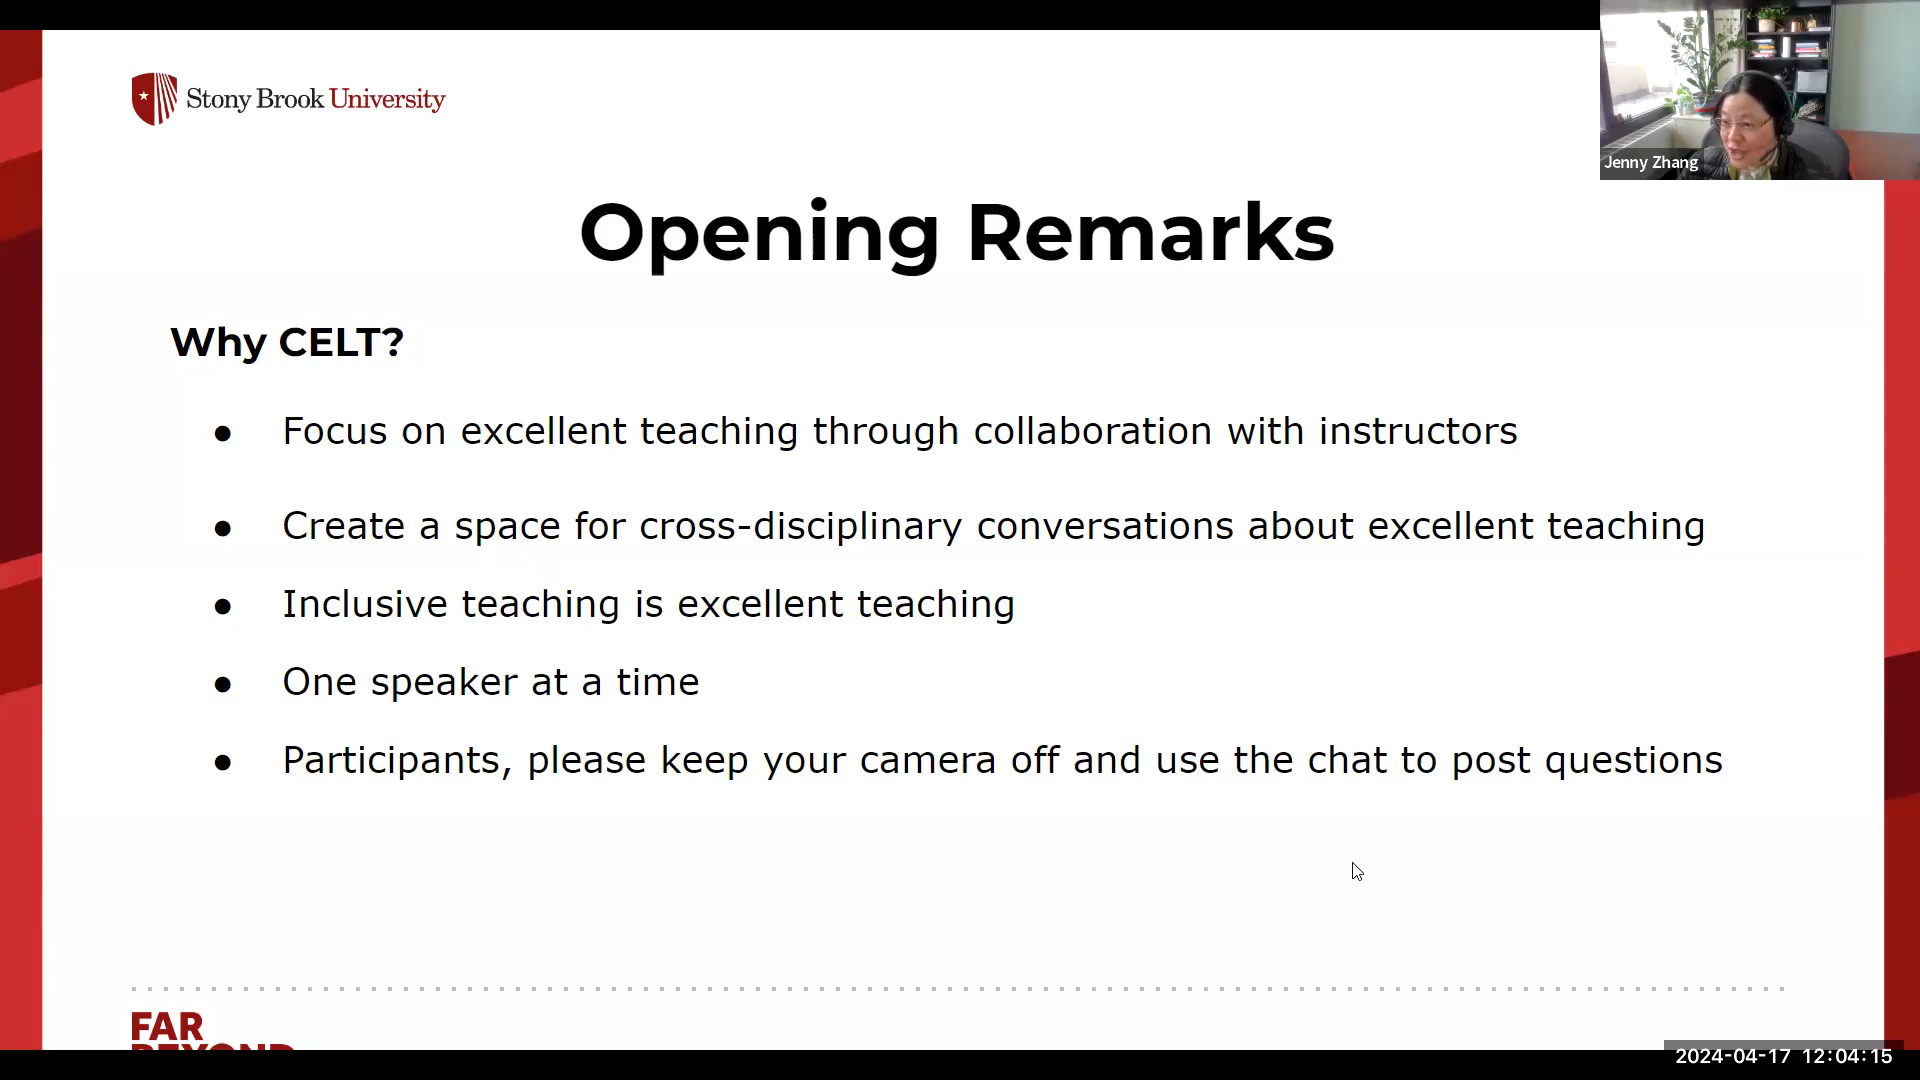 Stony Brook University
Jenny Zhang
Opening Remarks
Why CELT?
● Focus on excellent teaching through collaboration with instructors
● Create a space for cross-disciplinary conversations about excellent teaching
● Inclusive teaching is excellent teaching
● One speaker at a time
● Participants, please keep your camera off and use the chat to post questions
FAR
BEYOND
2024-04-17 12:04:15